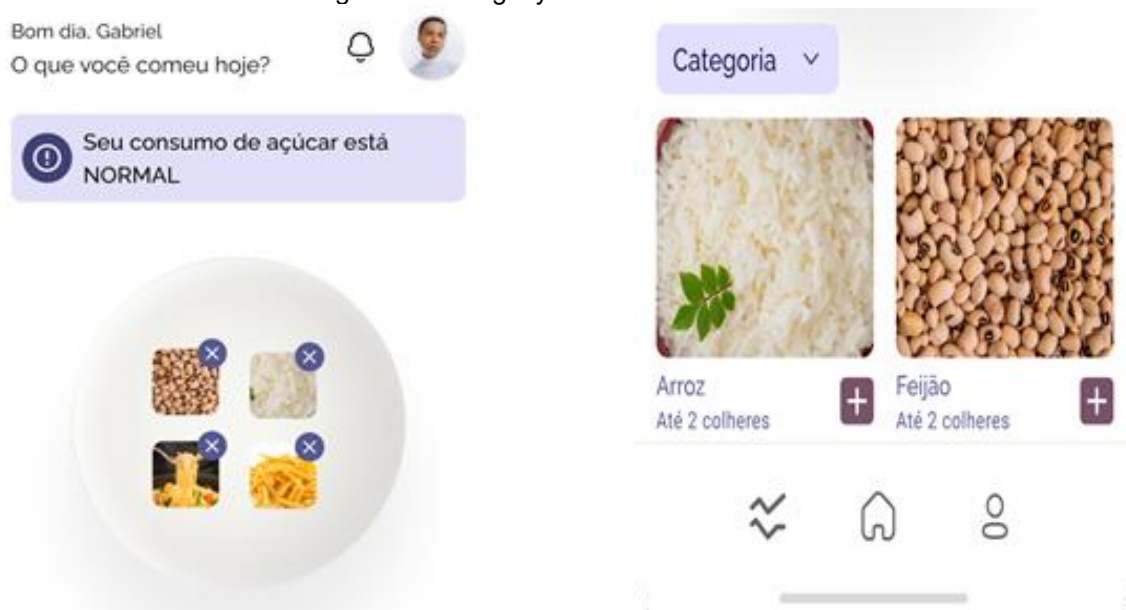 Bom dia, Gabriel
O que você comeu hoje?
Seu consumo de açúcar está
NORMAL
Categoria
Arroz
Até 2 colheres
Feijão
Até 2 colheres